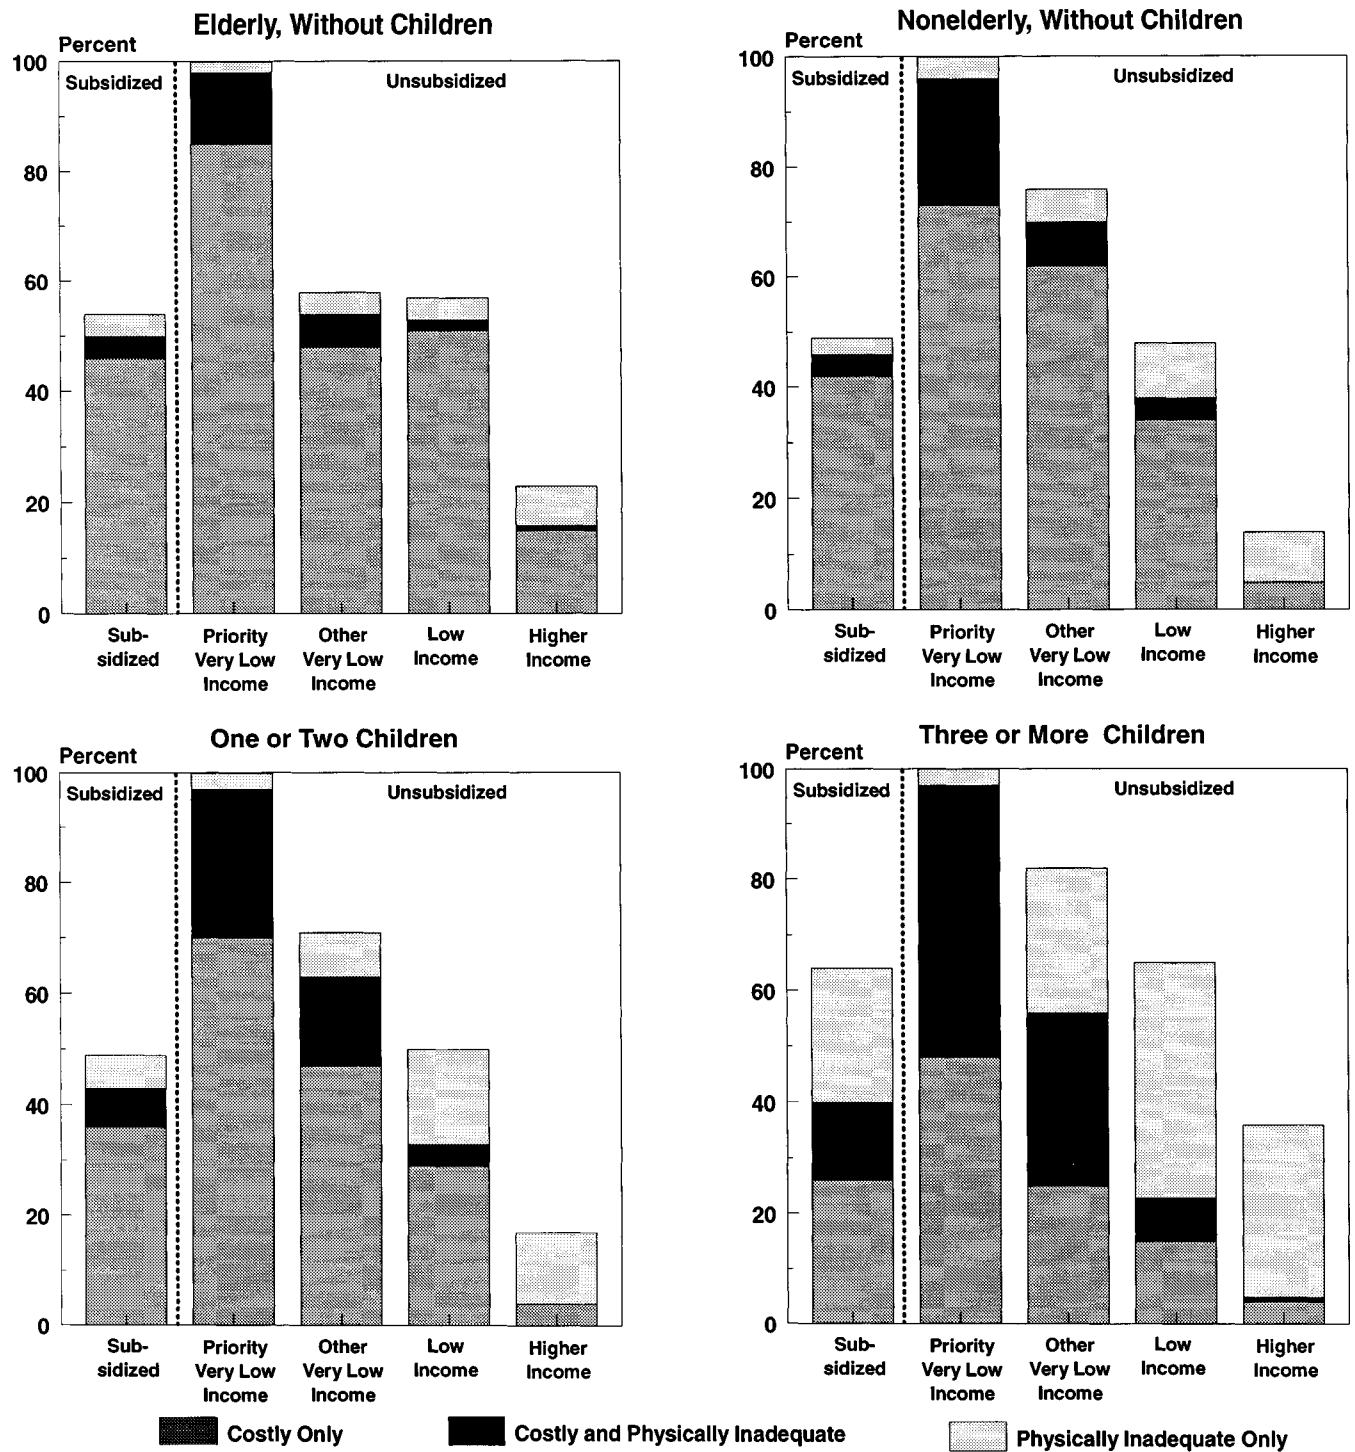 Elderly, Without Children
Percent
100
80
60
40
20
0
Subsidized
Unsubsidized
Sub-
sidized
Priority
Very Low
Income
Other
Very Low
Income
Low
Income
Higher
Income
Nonelderly, Without Children
Percent
100
80
60
40
20
0
Subsidized
Unsubsidized
Sub-
sidized
Priority
Very Low
Income
Other
Very Low
Income
Low
Income
Higher
Income
One or Two Children
Percent
100
80
60
40
20
0
Subsidized
Unsubsidized
Sub-
sidized
Priority
Very Low
Income
Other
Very Low
Income
Low
Income
Higher
Income
Three or More Children
Percent
100
80
60
40
20
0
Subsidized
Unsubsidized
Sub-
sidized
Priority
Very Low
Income
Other
Very Low
Income
Low
Income
Higher
Income
Costly Only
Costly and Physically Inadequate
Physically Inadequate Only